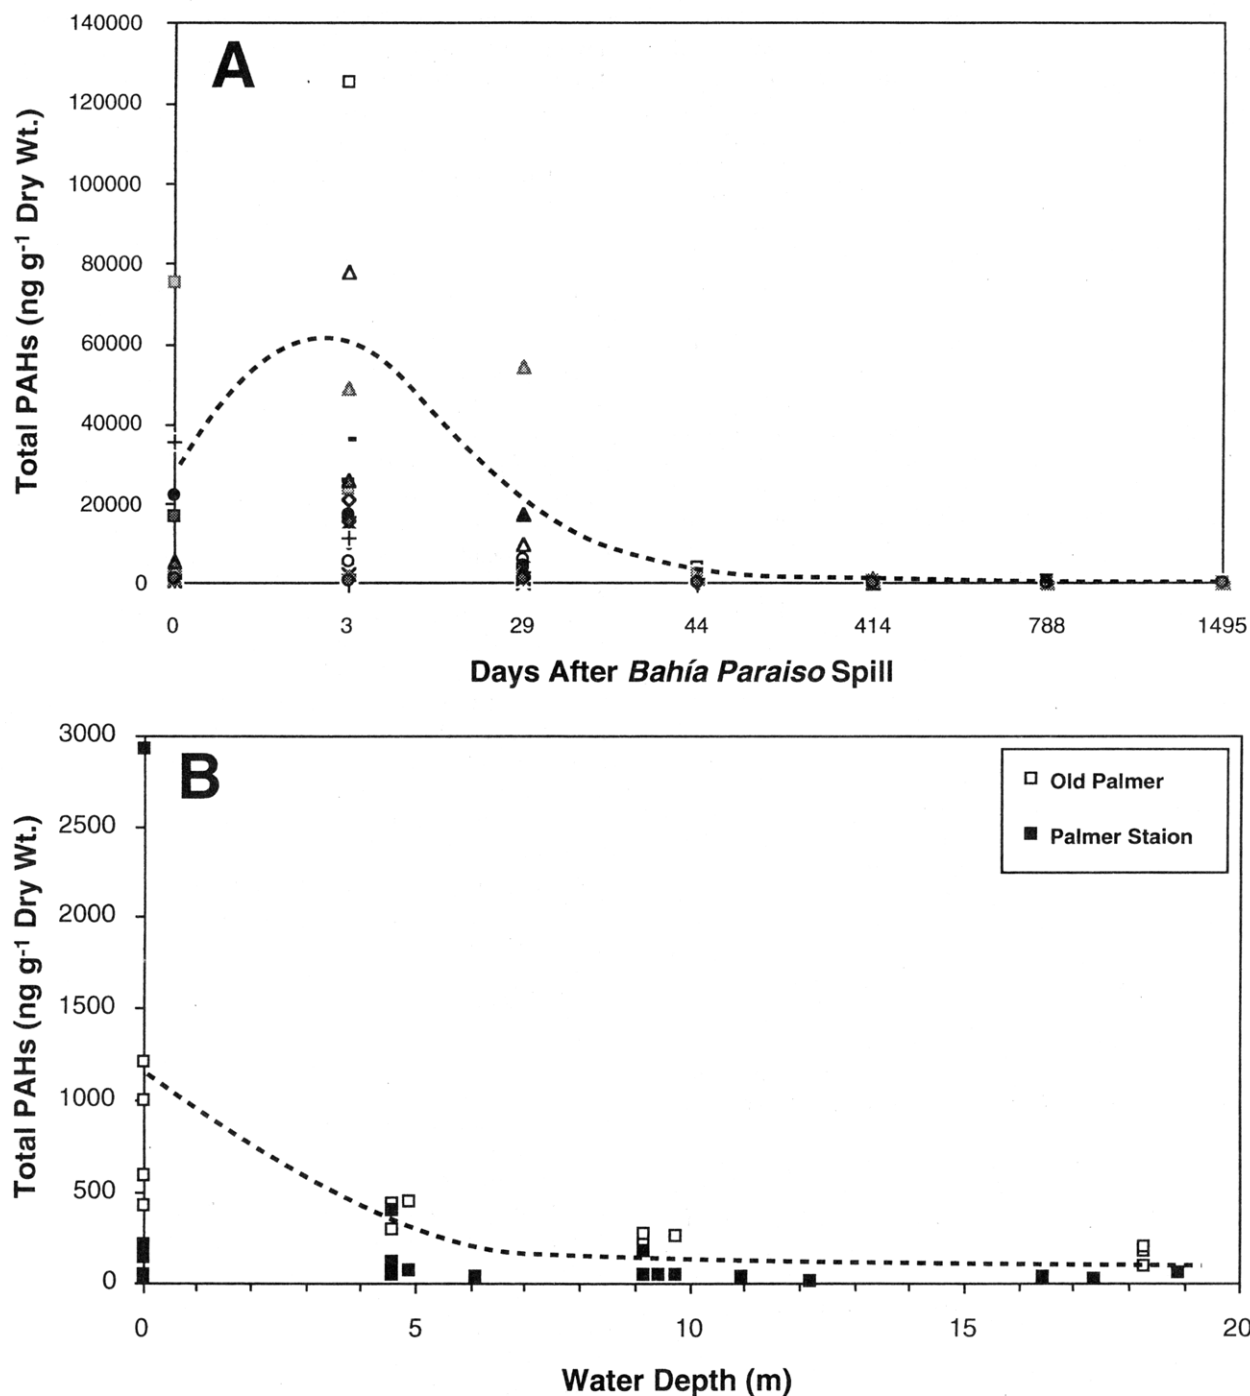 A
140000
120000
100000
80000
60000
40000
20000
0
Total PAHs (ng g⁻¹ Dry Wt.)
0 3 29 44 414 788 1495
Days After Bahía Paraiso Spill
B
3000
2500
2000
1500
1000
500
0
Total PAHs (ng g⁻¹ Dry Wt.)
Old Palmer
Palmer Staion
0 5 10 15 20
Water Depth (m)